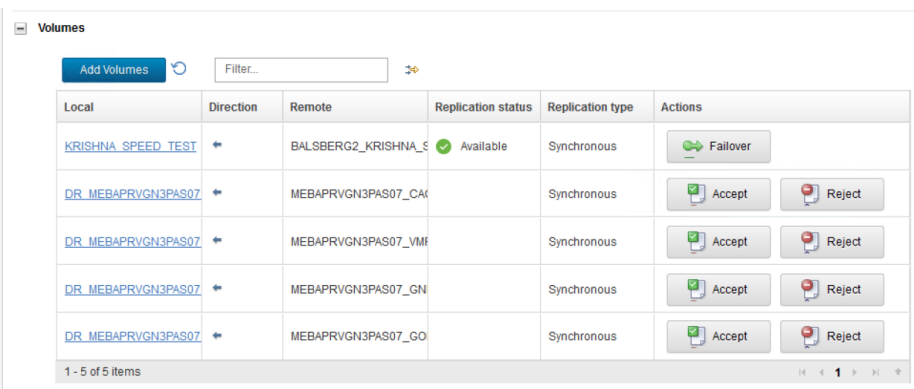 Volumes
Add Volumes Filter...
Local Direction Remote Replication status Replication type Actions
KRISHNA_SPEED_TEST BALSBERG2_KRISHNA_S Available Synchronous Failover
DR_MEBAPRVGN3PAS07 MEBAPRVGN3PAS07_CAC Synchronous Accept Reject
DR_MEBAPRVGN3PAS07 MEBAPRVGN3PAS07_VMF Synchronous Accept Reject
DR_MEBAPRVGN3PAS07 MEBAPRVGN3PAS07_GN Synchronous Accept Reject
DR_MEBAPRVGN3PAS07 MEBAPRVGN3PAS07_GO Synchronous Accept Reject
1 - 5 of 5 items 1